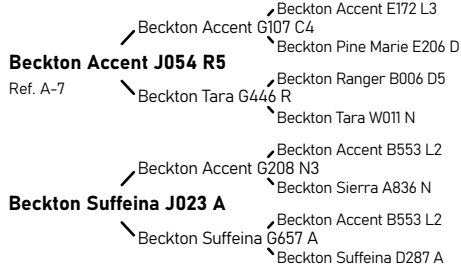 Beckton Accent E172 L3
Beckton Accent G107 C4
Beckton Pine Marie E206 D
Beckton Accent J054 R5
Ref. A-7
Beckton Ranger B006 D5
Beckton Tara G446 R
Beckton Tara W011 N
Beckton Accent B553 L2
Beckton Accent G208 N3
Beckton Sierra A836 N
Beckton Suffeina J023 A
Beckton Accent B553 L2
Beckton Suffeina G657 A
Beckton Suffeina D287 A